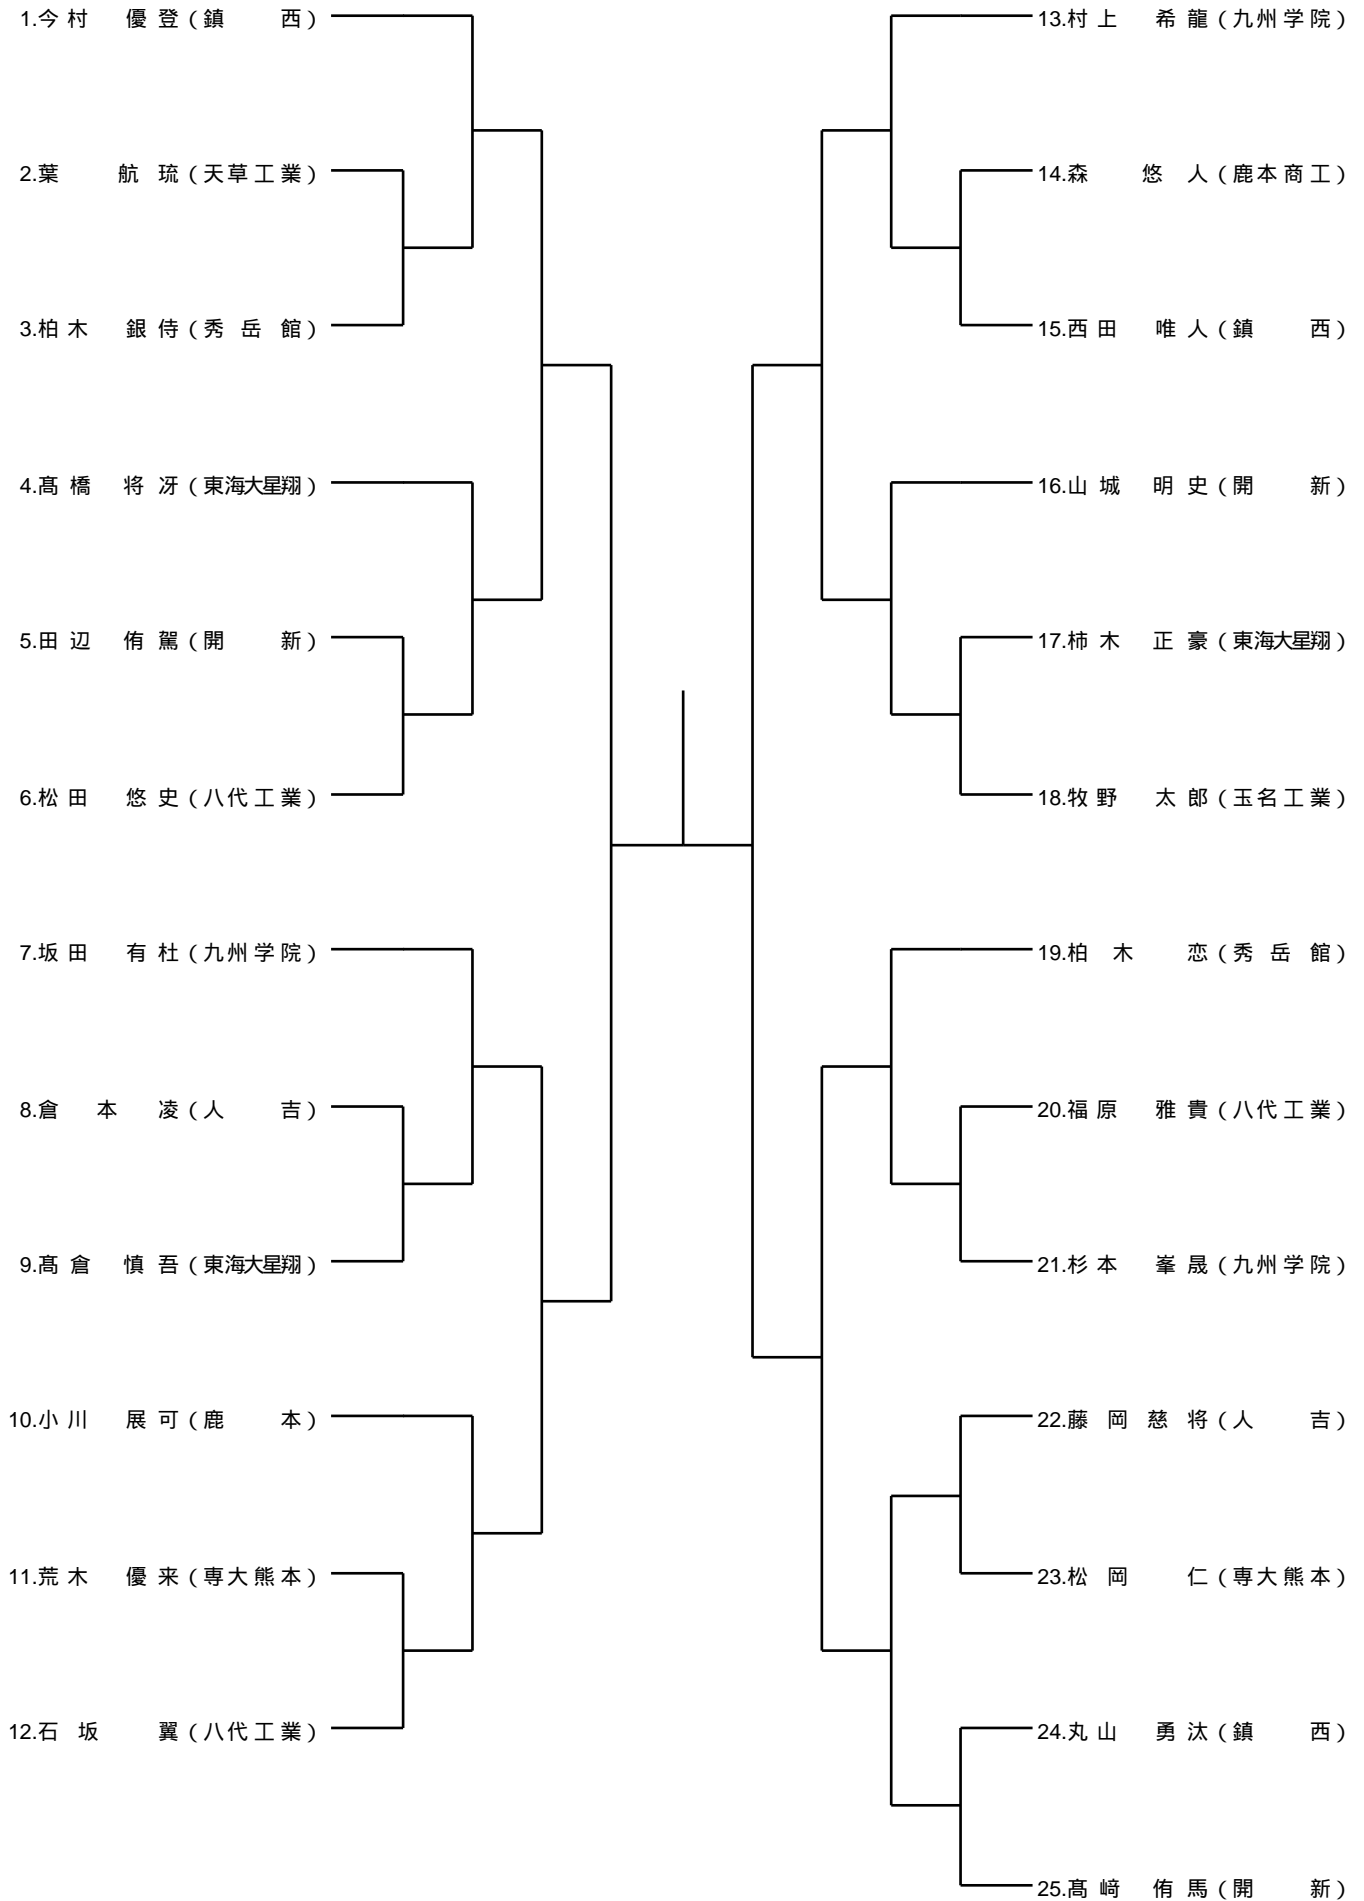 1.今村 優登(鎮 西)
2.葉 航琉(天草工業)
3.柏木 銀侍(秀岳館)
4.髙橋 将冴(東海大星翔)
5.田辺 侑駕(開 新)
6.松田 悠史(八代工業)
7.坂田 有杜(九州学院)
8.倉本 凌(人 吉)
9.髙倉 慎吾(東海大星翔)
10.小川 展可(鹿 本)
11.荒木 優来(専大熊本)
12.石坂 翼(八代工業)
13.村上 希龍(九州学院)
14.森 悠人(鹿本商工)
15.西田 唯人(鎮 西)
16.山城 明史(開 新)
17.柿木 正豪(東海大星翔)
18.牧野 太郎(玉名工業)
19.柏木 恋(秀岳館)
20.福原 雅貴(八代工業)
21.杉本 峯晟(九州学院)
22.藤岡 慈将(人 吉)
23.松岡 仁(専大熊本)
24.丸山 勇汰(鎮 西)
25.髙﨑 侑馬(開 新)